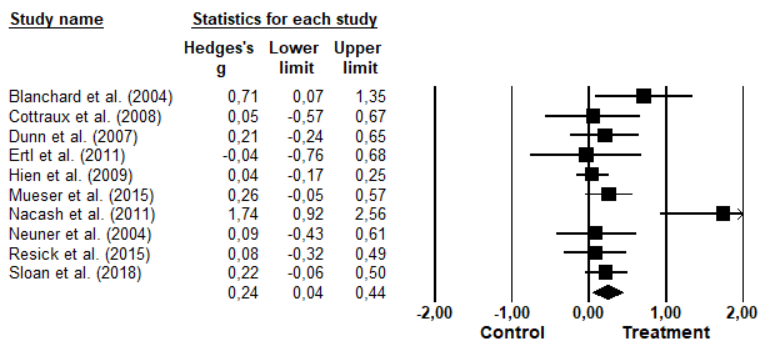 Study name Statistics for each study
Hedges's Lower Upper
g limit limit
Blanchard et al. (2004) 0,71 0,07 1,35
Cottraux et al. (2008) 0,05 -0,57 0,67
Dunn et al. (2007) 0,21 -0,24 0,65
Ertl et al. (2011) -0,04 -0,76 0,68
Hien et al. (2009) 0,04 -0,17 0,25
Mueser et al. (2015) 0,26 -0,05 0,57
Nacash et al. (2011) 1,74 0,92 2,56
Neuner et al. (2004) 0,09 -0,43 0,61
Resick et al. (2015) 0,08 -0,32 0,49
Sloan et al. (2018) 0,22 -0,06 0,50
0,24 0,04 0,44
-2,00 -1,00 0,00 1,00 2,00
Control Treatment